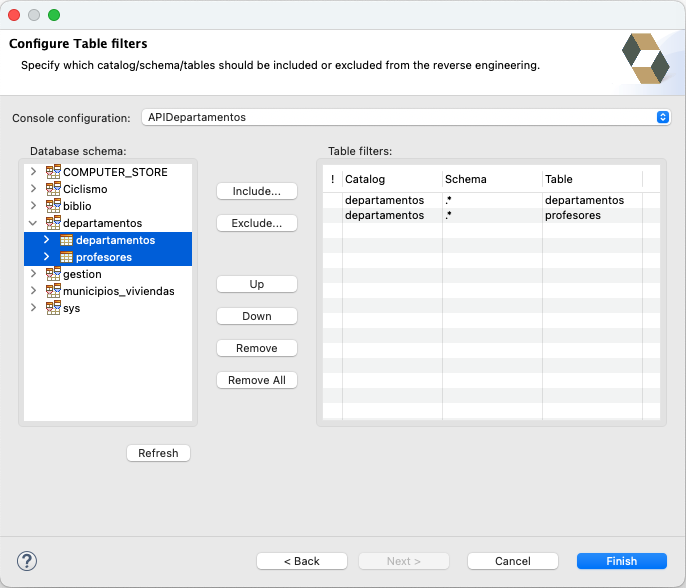 Configure Table filters
Specify which catalog/schema/tables should be included or excluded from the reverse engineering.
Console configuration: APIDepartamentos
Database schema:
COMPUTER_STORE
Ciclismo
biblio
departamentos
departamentos
profesores
gestion
municipios_viviendas
sys
Refresh
Include...
Exclude...
Up
Down
Remove
Remove All
Table filters:
! Catalog Schema Table
departamentos .* departamentos
departamentos .* profesores
? < Back Next > Cancel Finish